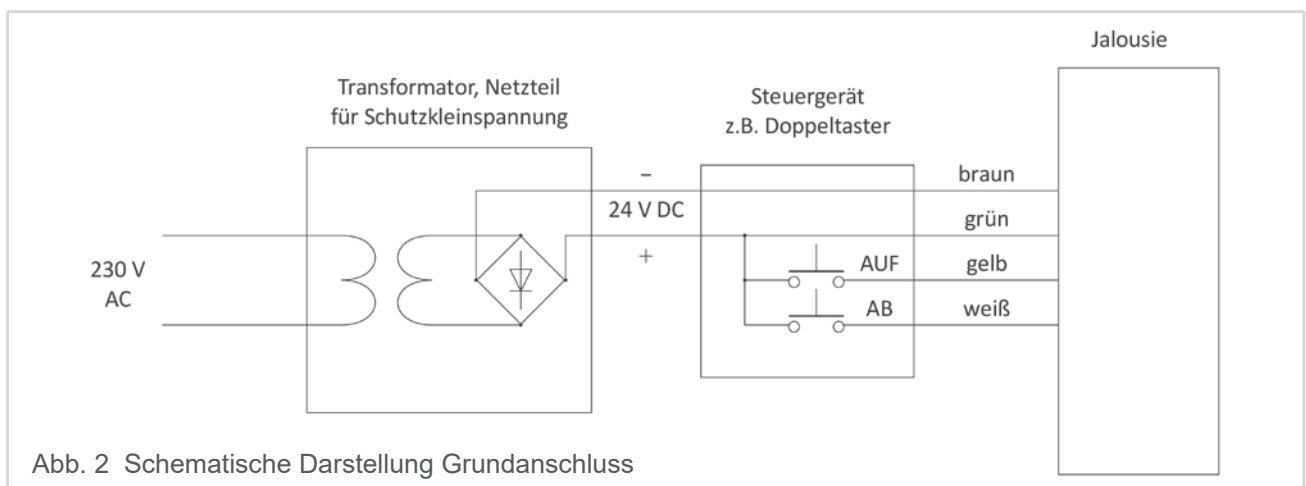 Jalousie
Transformator, Netzteil
für Schutzkleinspannung
Steuergerät
z.B. Doppeltaster
230 V
AC
–
24 V DC
+
AUF
AB
braun
grün
gelb
weiß
Abb. 2 Schematische Darstellung Grundanschluss